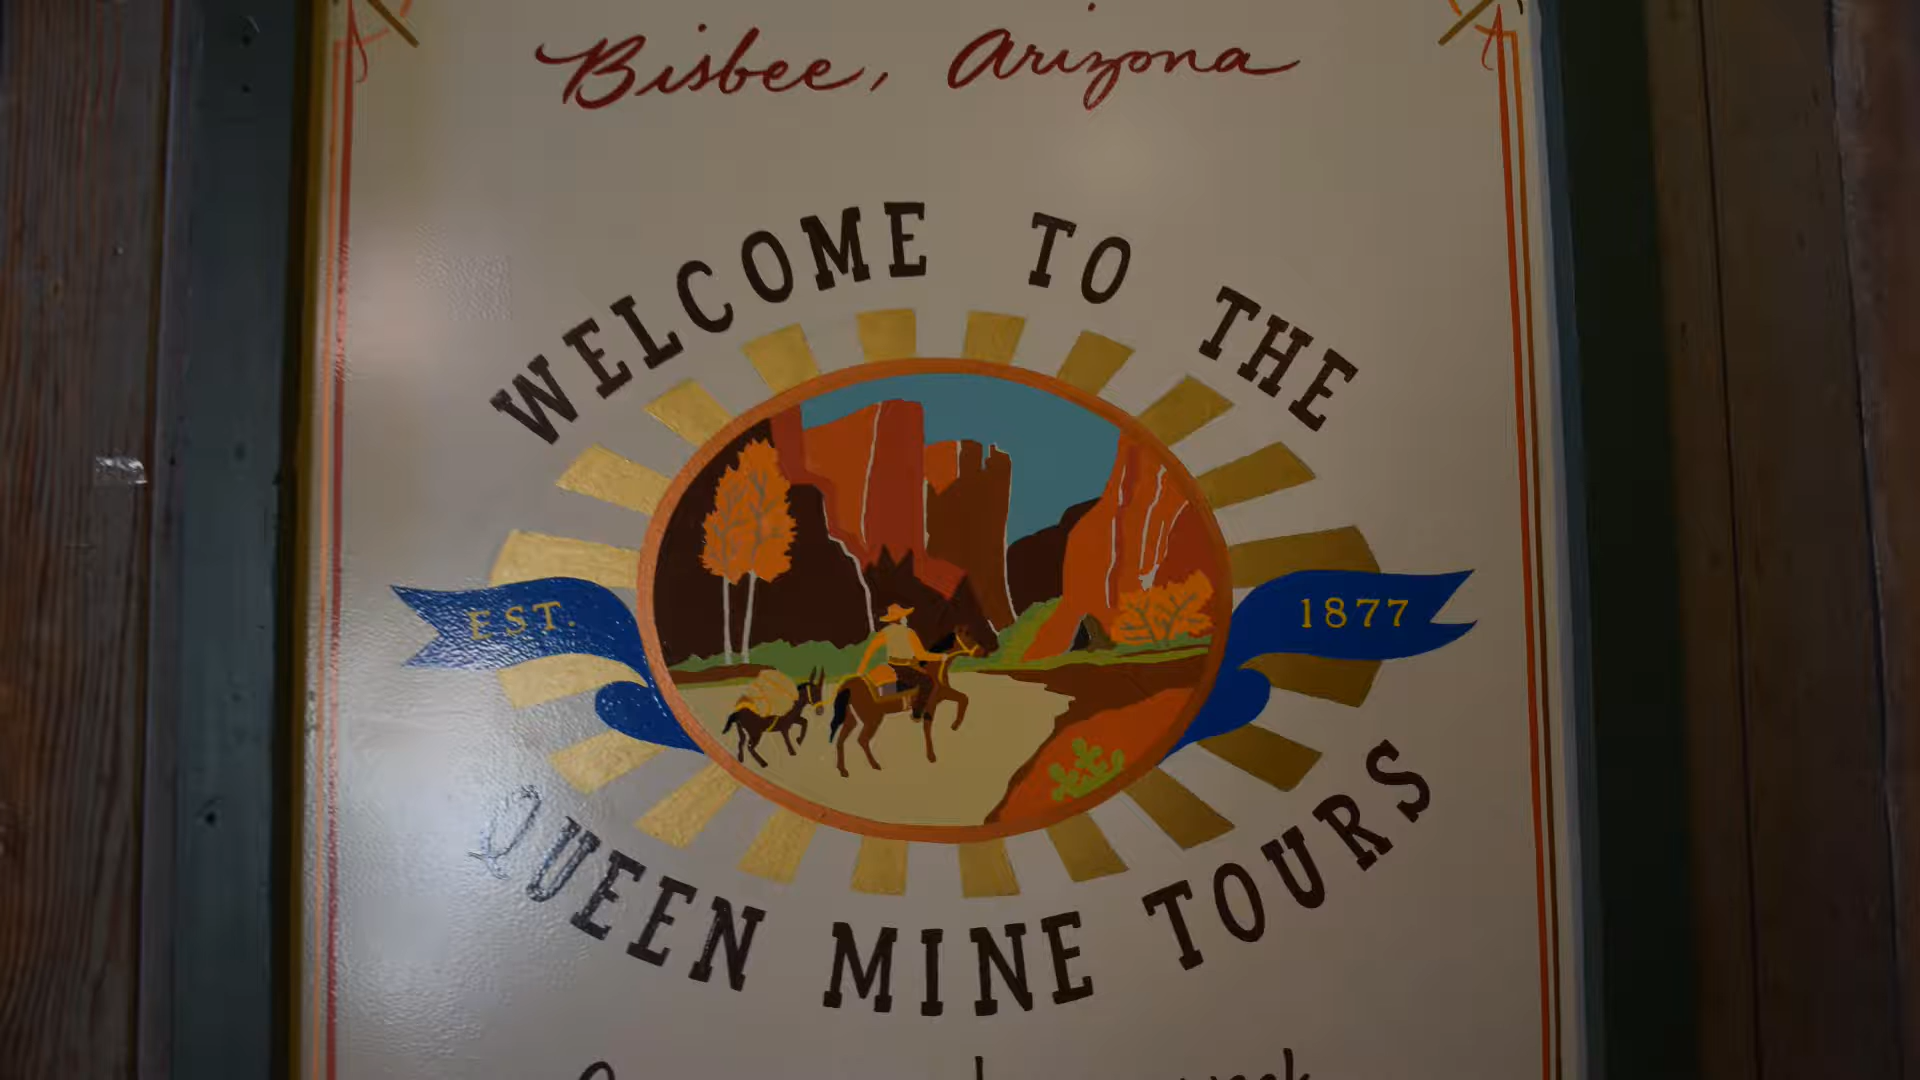 Bisbee, Arizona
WELCOME TO THE
EST. 1877
QUEEN MINE TOURS